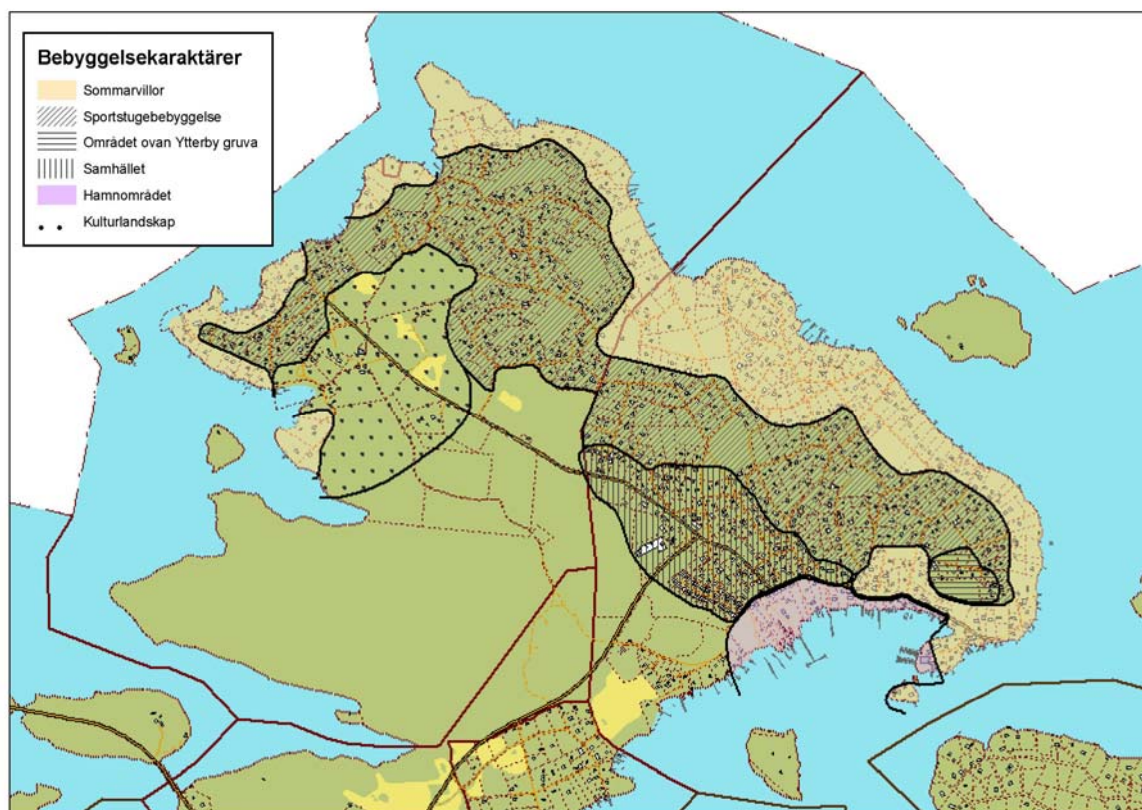 Bebyggelsekaraktärer
Sommarvillor
Sportstugebebyggelse
Området ovan Ytterby gruva
Samhället
Hamnområdet
Kulturlandskap